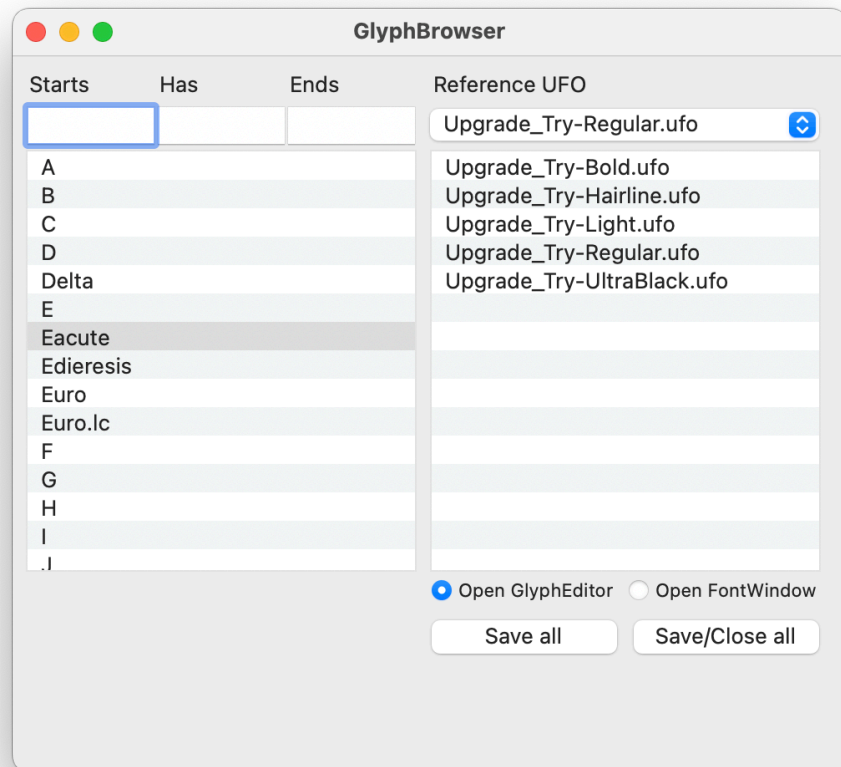 GlyphBrowser
Starts Has Ends Reference UFO
Upgrade_Try-Regular.ufo
A
B
C
D
Delta
E
Eacute
Edieresis
Euro
Euro.lc
F
G
H
I
J
Upgrade_Try-Bold.ufo
Upgrade_Try-Hairline.ufo
Upgrade_Try-Light.ufo
Upgrade_Try-Regular.ufo
Upgrade_Try-UltraBlack.ufo
Open GlyphEditor Open FontWindow
Save all Save/Close all